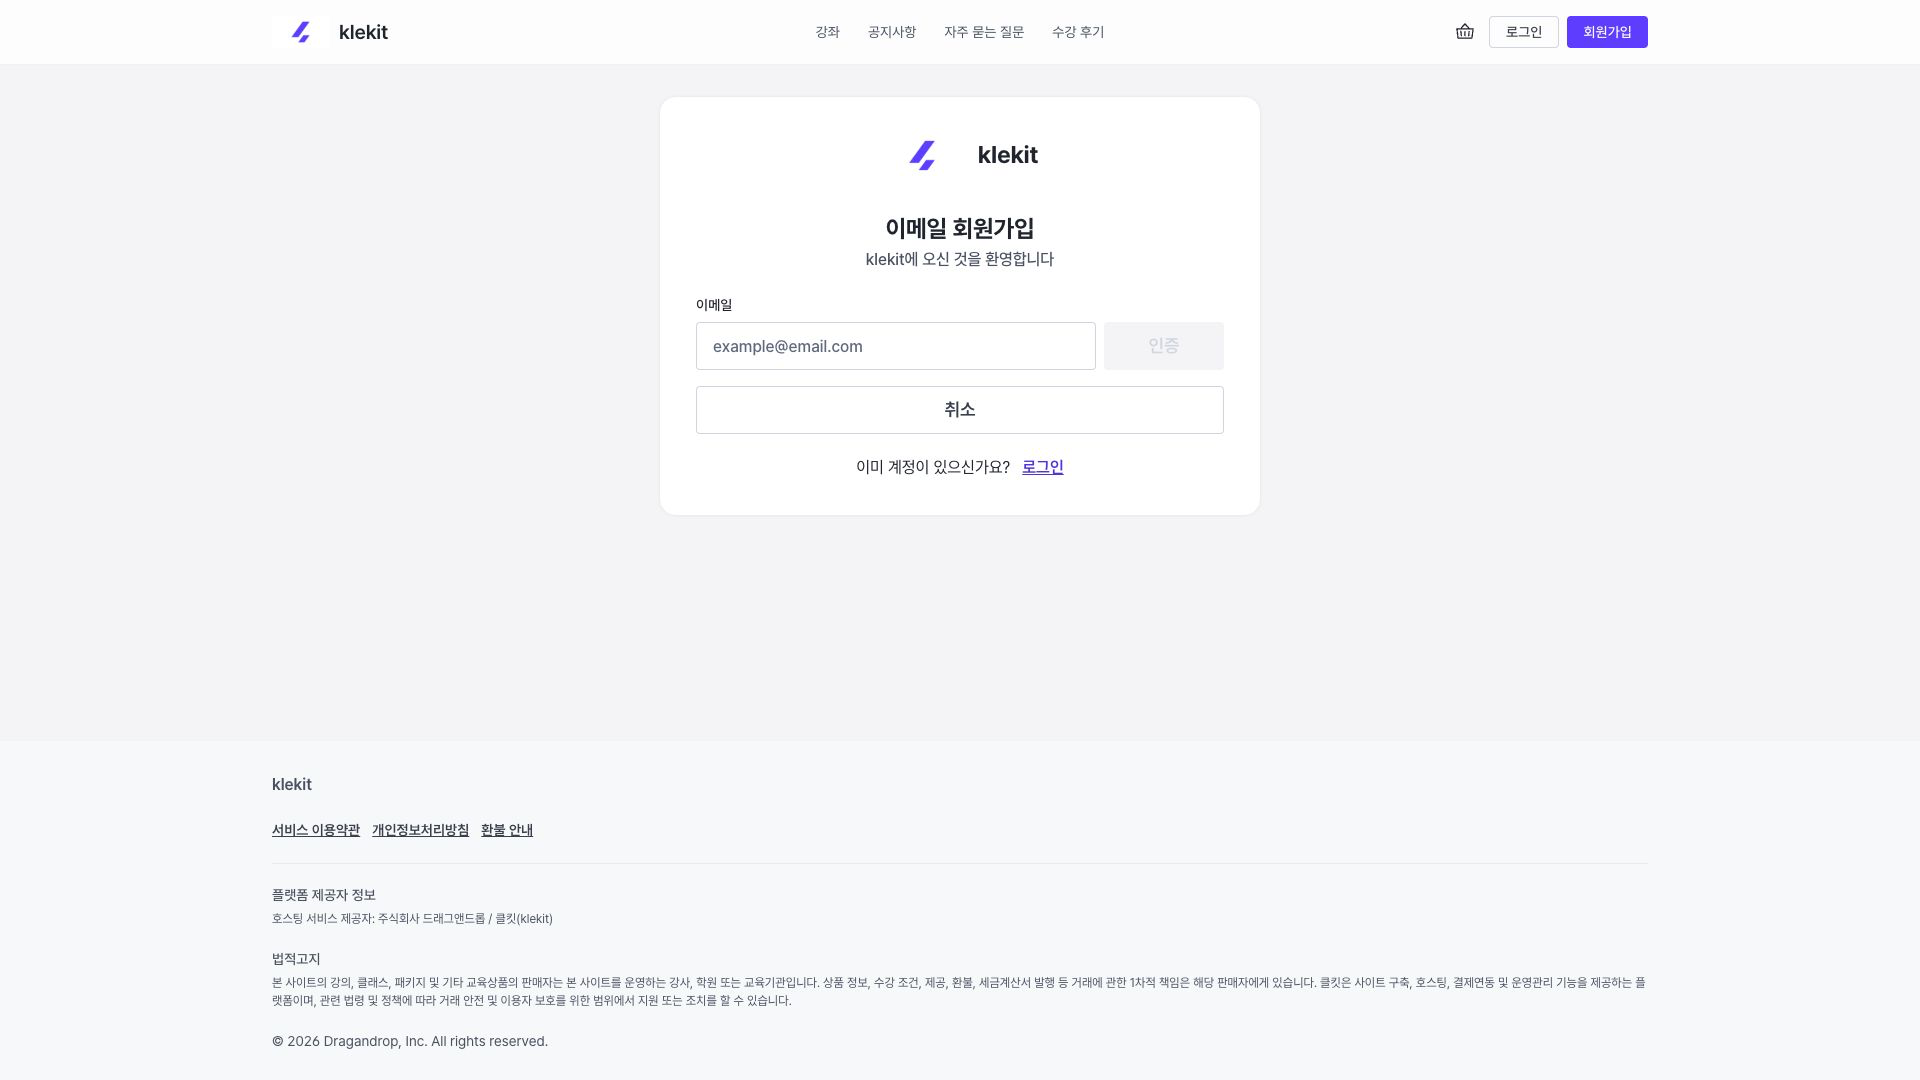 klekit
강좌
공지사항
자주 묻는 질문
수강 후기
로그인
회원가입
klekit
이메일 회원가입
klekit에 오신 것을 환영합니다
이메일
example@email.com
인증
취소
이미 계정이 있으신가요? 로그인
klekit
서비스 이용약관 개인정보처리방침 환불 안내
플랫폼 제공자 정보
호스팅 서비스 제공자: 주식회사 드래그앤드롭 / 클킷(klekit)
법적고지
본 사이트의 강의, 클래스, 패키지 및 기타 교육상품의 판매자는 본 사이트를 운영하는 강사, 학원 또는 교육기관입니다. 상품 정보, 수강 조건, 제공, 환불, 세금계산서 발행 등 거래에 관한 1차적 책임은 해당 판매자에게 있습니다. 클킷은 사이트 구축, 호스팅, 결제연동 및 운영관리 기능을 제공하는 플
랫폼이며, 관련 법령 및 정책에 따라 거래 안전 및 이용자 보호를 위한 범위에서 지원 또는 조치를 할 수 있습니다.
© 2026 Dragandrop, Inc. All rights reserved.